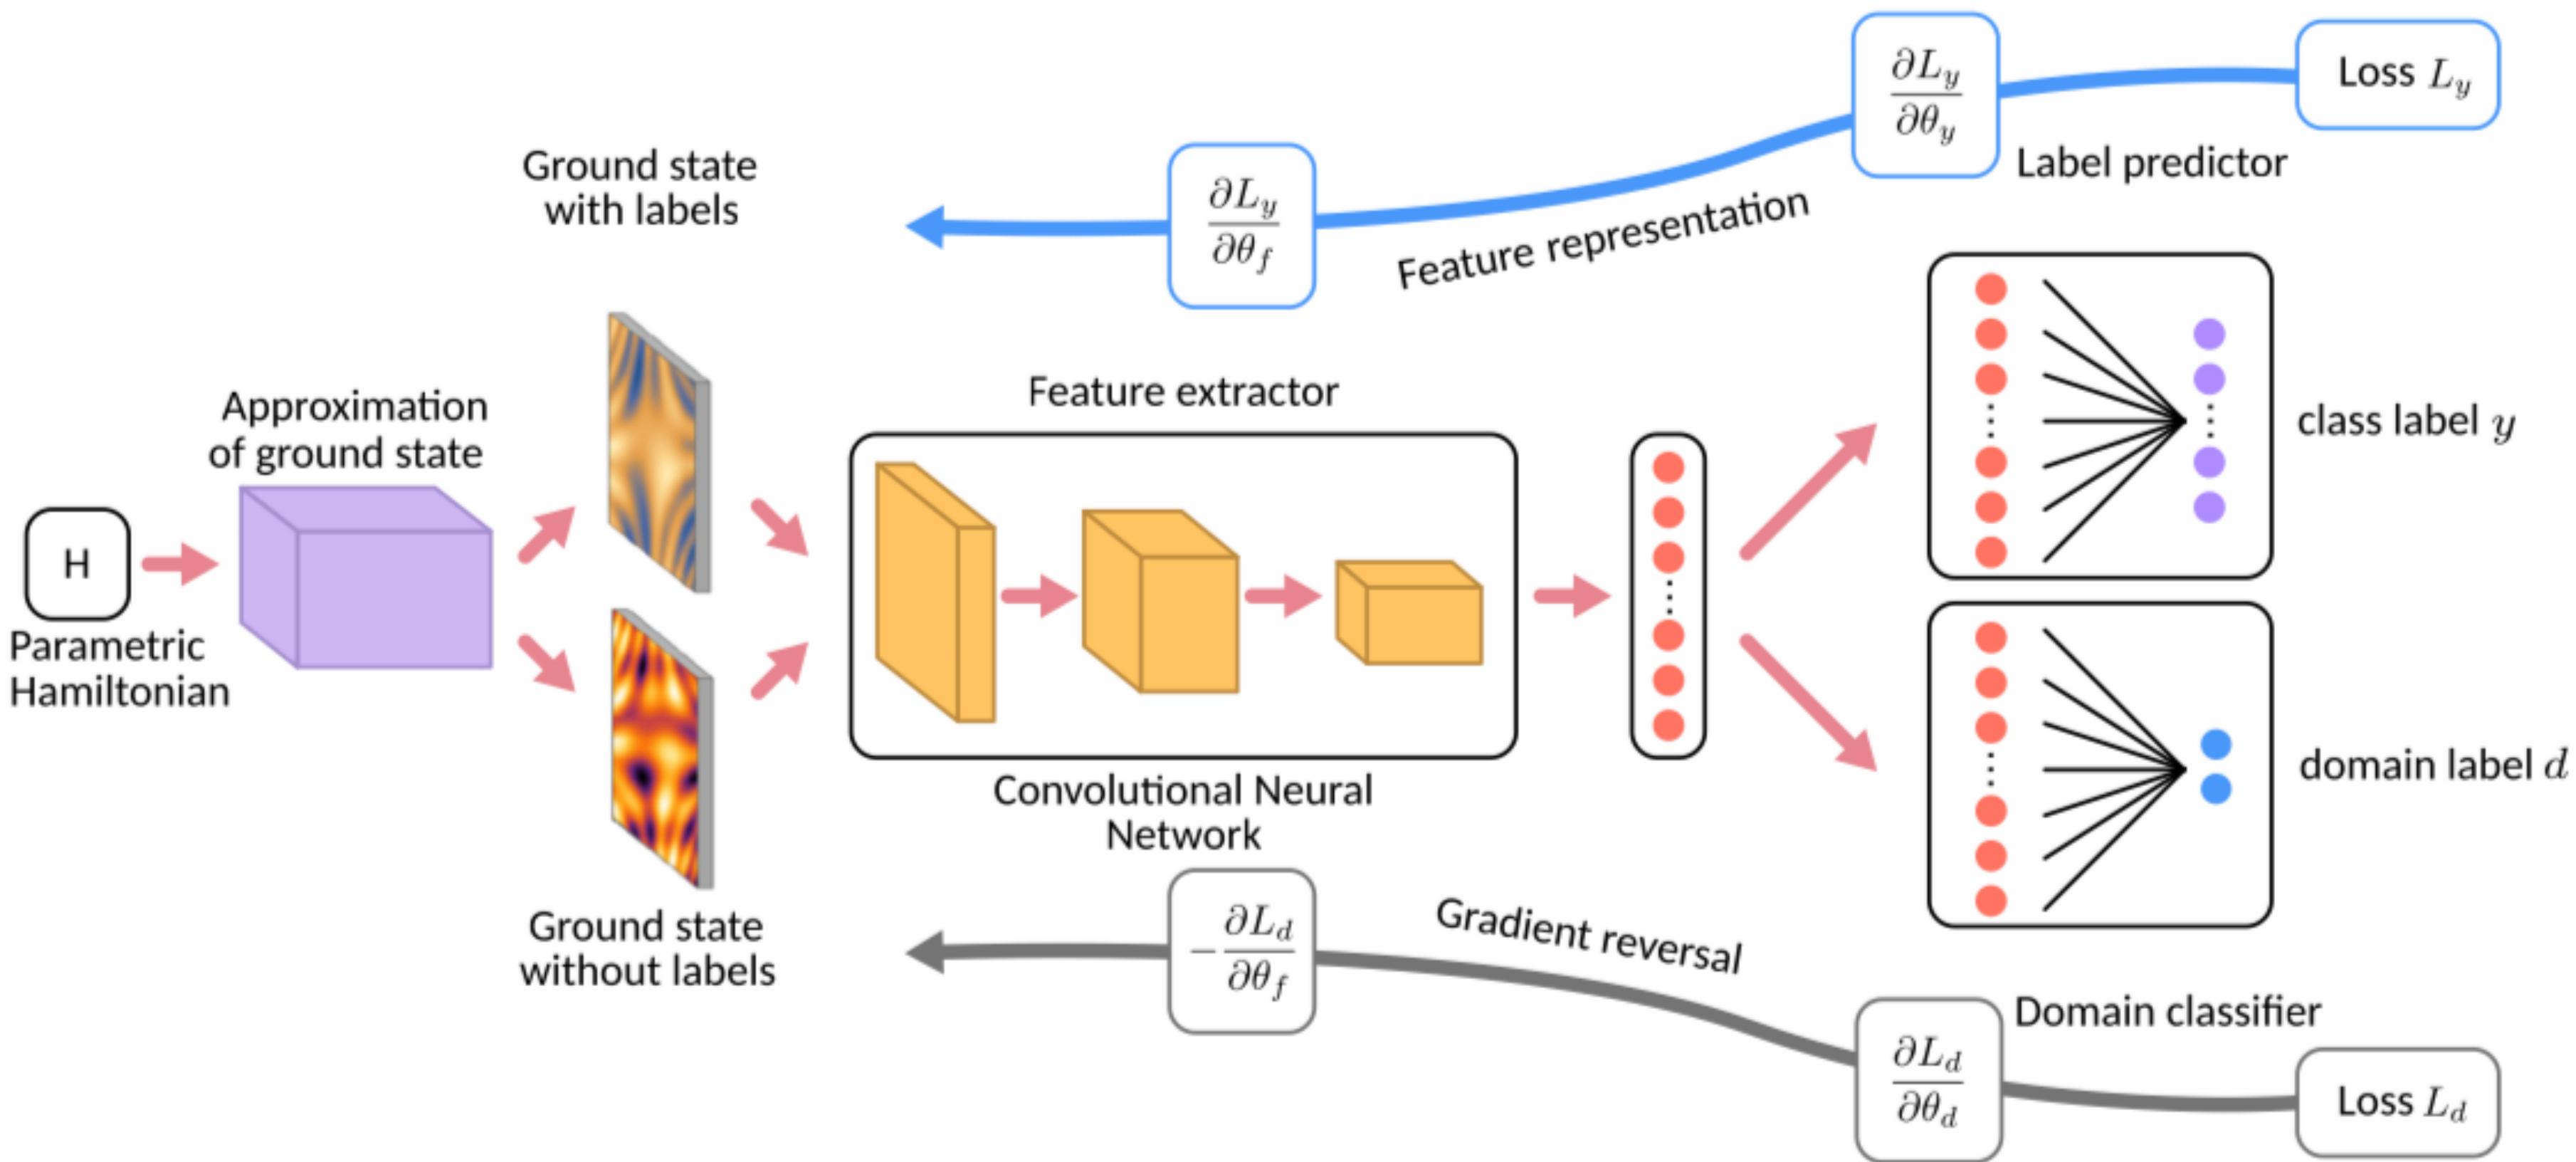 Loss $L_y$
$\frac{\partial L_y}{\partial \theta_y}$
Label predictor
Ground state
with labels
$\frac{\partial L_y}{\partial \theta_f}$
Feature representation
Approximation
of ground state
Feature extractor
class label $y$
H
Parametric
Hamiltonian
domain label $d$
Convolutional Neural
Network
Ground state
without labels
$-\frac{\partial L_d}{\partial \theta_f}$
Gradient reversal
Domain classifier
$\frac{\partial L_d}{\partial \theta_d}$
Loss $L_d$